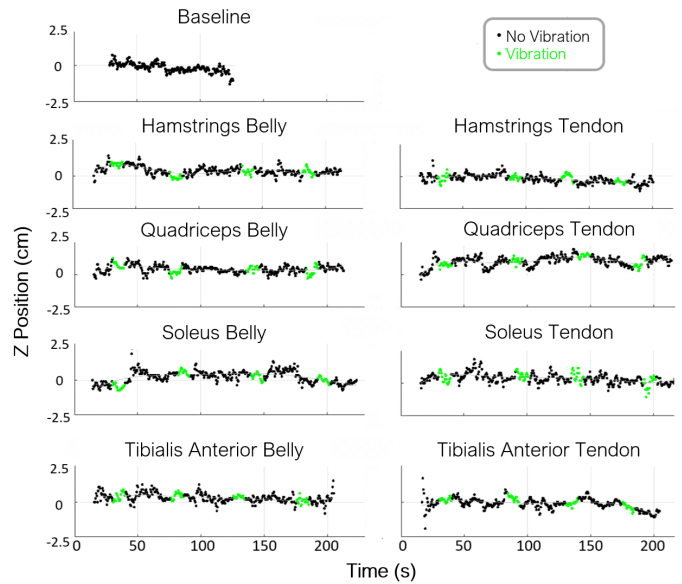 Baseline
2.5
0
-2.5
• No Vibration
• Vibration
Hamstrings Belly
Hamstrings Tendon
2.5
0
-2.5
Quadriceps Belly
Quadriceps Tendon
2.5
0
-2.5
Z Position (cm)
Soleus Belly
Soleus Tendon
2.5
0
-2.5
Tibialis Anterior Belly
Tibialis Anterior Tendon
2.5
0
-2.5
0 50 100 150 200
0 50 100 150 200
Time (s)